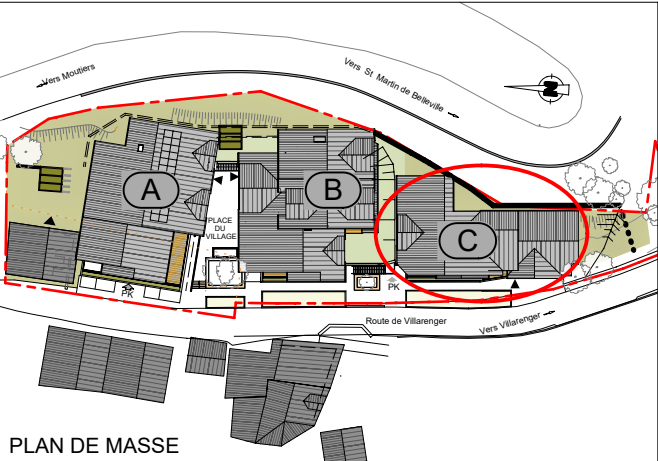 Vers Moutiers
Vers St. Martin de Belleville
N
A
B
C
PLACE
DU
VILLAGE
PK
PK
Route de Villarenger
Vers Villarenger
PLAN DE MASSE